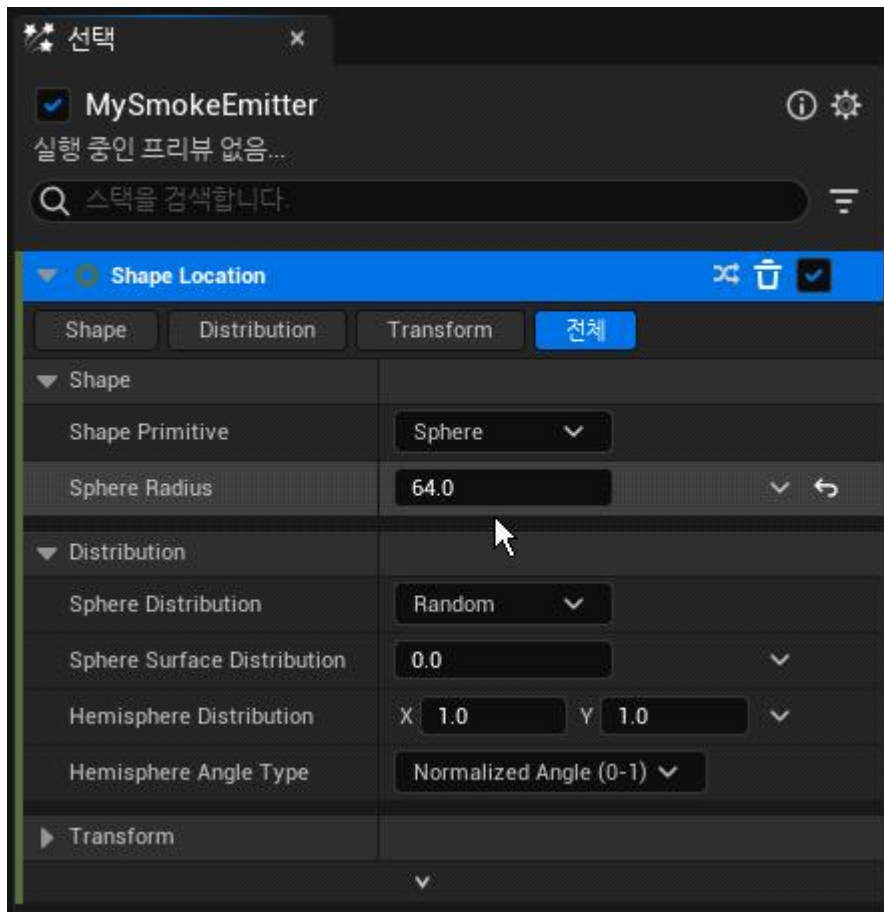 선택
MySmokeEmitter
실행 중인 프리뷰 없음...
스택을 검색합니다.
Shape Location
Shape Distribution Transform 전체
Shape
Shape Primitive Sphere
Sphere Radius 64.0
Distribution
Sphere Distribution Random
Sphere Surface Distribution 0.0
Hemisphere Distribution X 1.0 Y 1.0
Hemisphere Angle Type Normalized Angle (0-1)
Transform